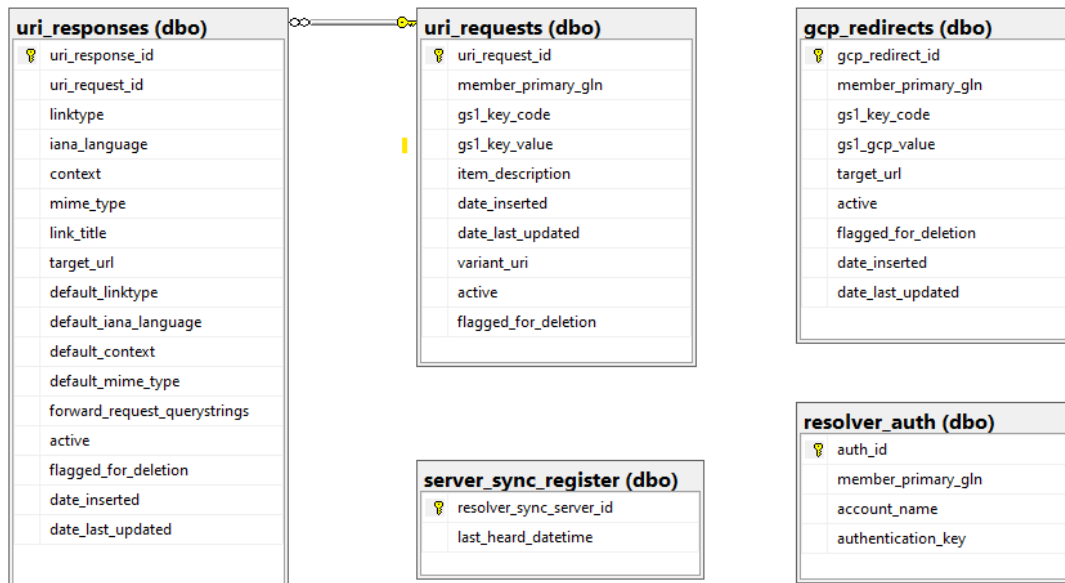 uri_responses (dbo)
uri_response_id
uri_request_id
linktype
iana_language
context
mime_type
link_title
target_url
default_linktype
default_iana_language
default_context
default_mime_type
forward_request_querystrings
active
flagged_for_deletion
date_inserted
date_last_updated
uri_requests (dbo)
uri_request_id
member_primary_gln
gs1_key_code
gs1_key_value
item_description
date_inserted
date_last_updated
variant_uri
active
flagged_for_deletion
server_sync_register (dbo)
resolver_sync_server_id
last_heard_datetime
gcp_redirects (dbo)
gcp_redirect_id
member_primary_gln
gs1_key_code
gs1_gcp_value
target_url
active
flagged_for_deletion
date_inserted
date_last_updated
resolver_auth (dbo)
auth_id
member_primary_gln
account_name
authentication_key